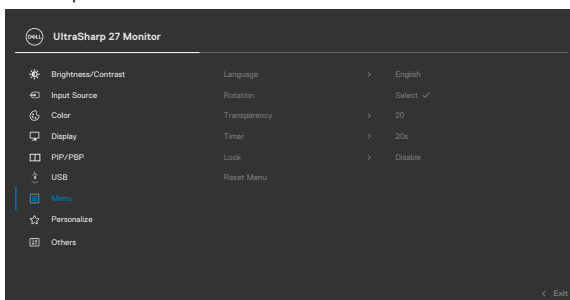 DELL UltraSharp 27 Monitor
Brightness/Contrast Language > English
Input Source Rotation Select ✓
Color Transparency > 20
Display Timer > 20s
PIP/PBP Lock > Disable
USB Reset Menu
Menu
Personalize
Others
< Exit